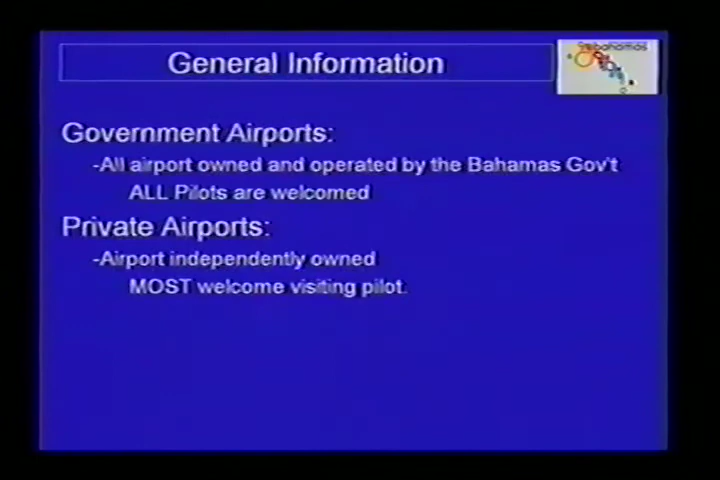 General Information
bahamas
Government Airports:
-All airport owned and operated by the Bahamas Gov't
ALL Pilots are welcomed
Private Airports:
-Airport independently owned
MOST welcome visiting pilot.